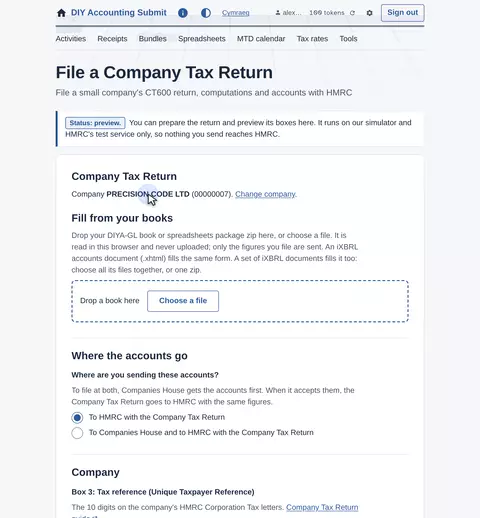 DIY Accounting Submit
Cymraeg
alex...
100 tokens
Sign out
Activities
Receipts
Bundles
Spreadsheets
MTD calendar
Tax rates
Tools
File a Company Tax Return
File a small company's CT600 return, computations and accounts with HMRC
Status: preview. You can prepare the return and preview its boxes here. It runs on our simulator and
HMRC's test service only, so nothing you send reaches HMRC.
Company Tax Return
Company PRECISION CODE LTD (00000007). Change company.
Fill from your books
Drop your DIYA-GL book or spreadsheets package zip here, or choose a file. It is
read in this browser and never uploaded; only the figures you file are sent. An iXBRL
accounts document (.xhtml) fills the same form. A set of iXBRL documents fills it too:
choose all its files together, or one zip.
Drop a book here
Choose a file
Where the accounts go
Where are you sending these accounts?
To file at both, Companies House gets the accounts first. When it accepts them, the
Company Tax Return goes to HMRC with the same figures.
To HMRC with the Company Tax Return
To Companies House and to HMRC with the Company Tax Return
Company
Box 3: Tax reference (Unique Taxpayer Reference)
The 10 digits on the company's HMRC Corporation Tax letters. Company Tax Return